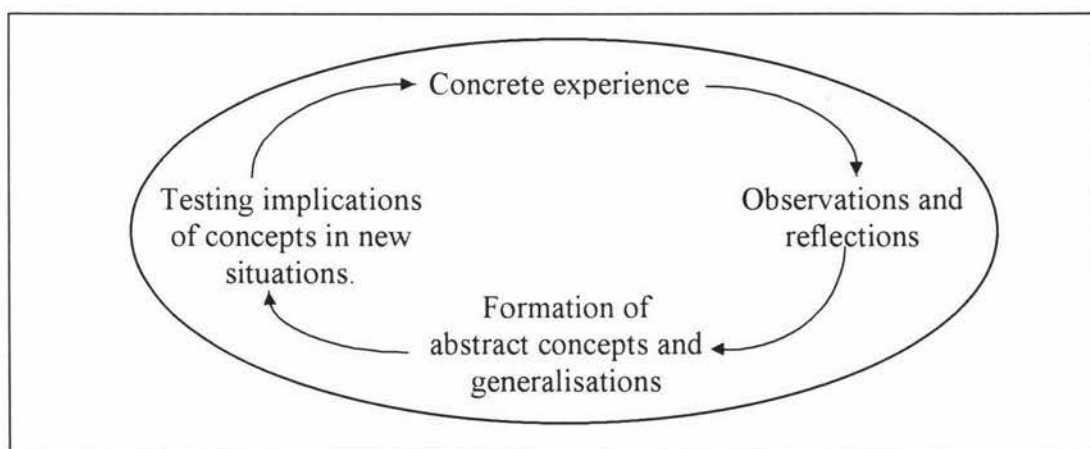 Concrete experience
Observations and
reflections
Formation of
abstract concepts and
generalisations
Testing implications
of concepts in new
situations.